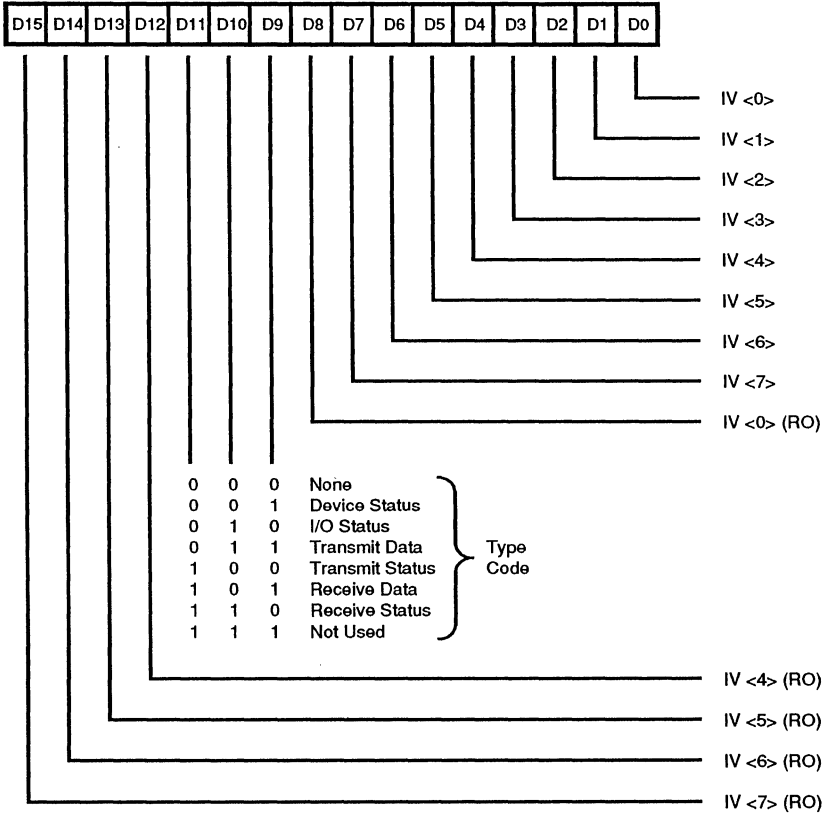 D15 D14 D13 D12 D11 D10 D9 D8 D7 D6 D5 D4 D3 D2 D1 D0
IV <0>
IV <1>
IV <2>
IV <3>
IV <4>
IV <5>
IV <6>
IV <7>
IV <0> (RO)
0 0 0 None
0 0 1 Device Status
0 1 0 I/O Status
0 1 1 Transmit Data
1 0 0 Transmit Status
1 0 1 Receive Data
1 1 0 Receive Status
1 1 1 Not Used
Type
Code
IV <4> (RO)
IV <5> (RO)
IV <6> (RO)
IV <7> (RO)